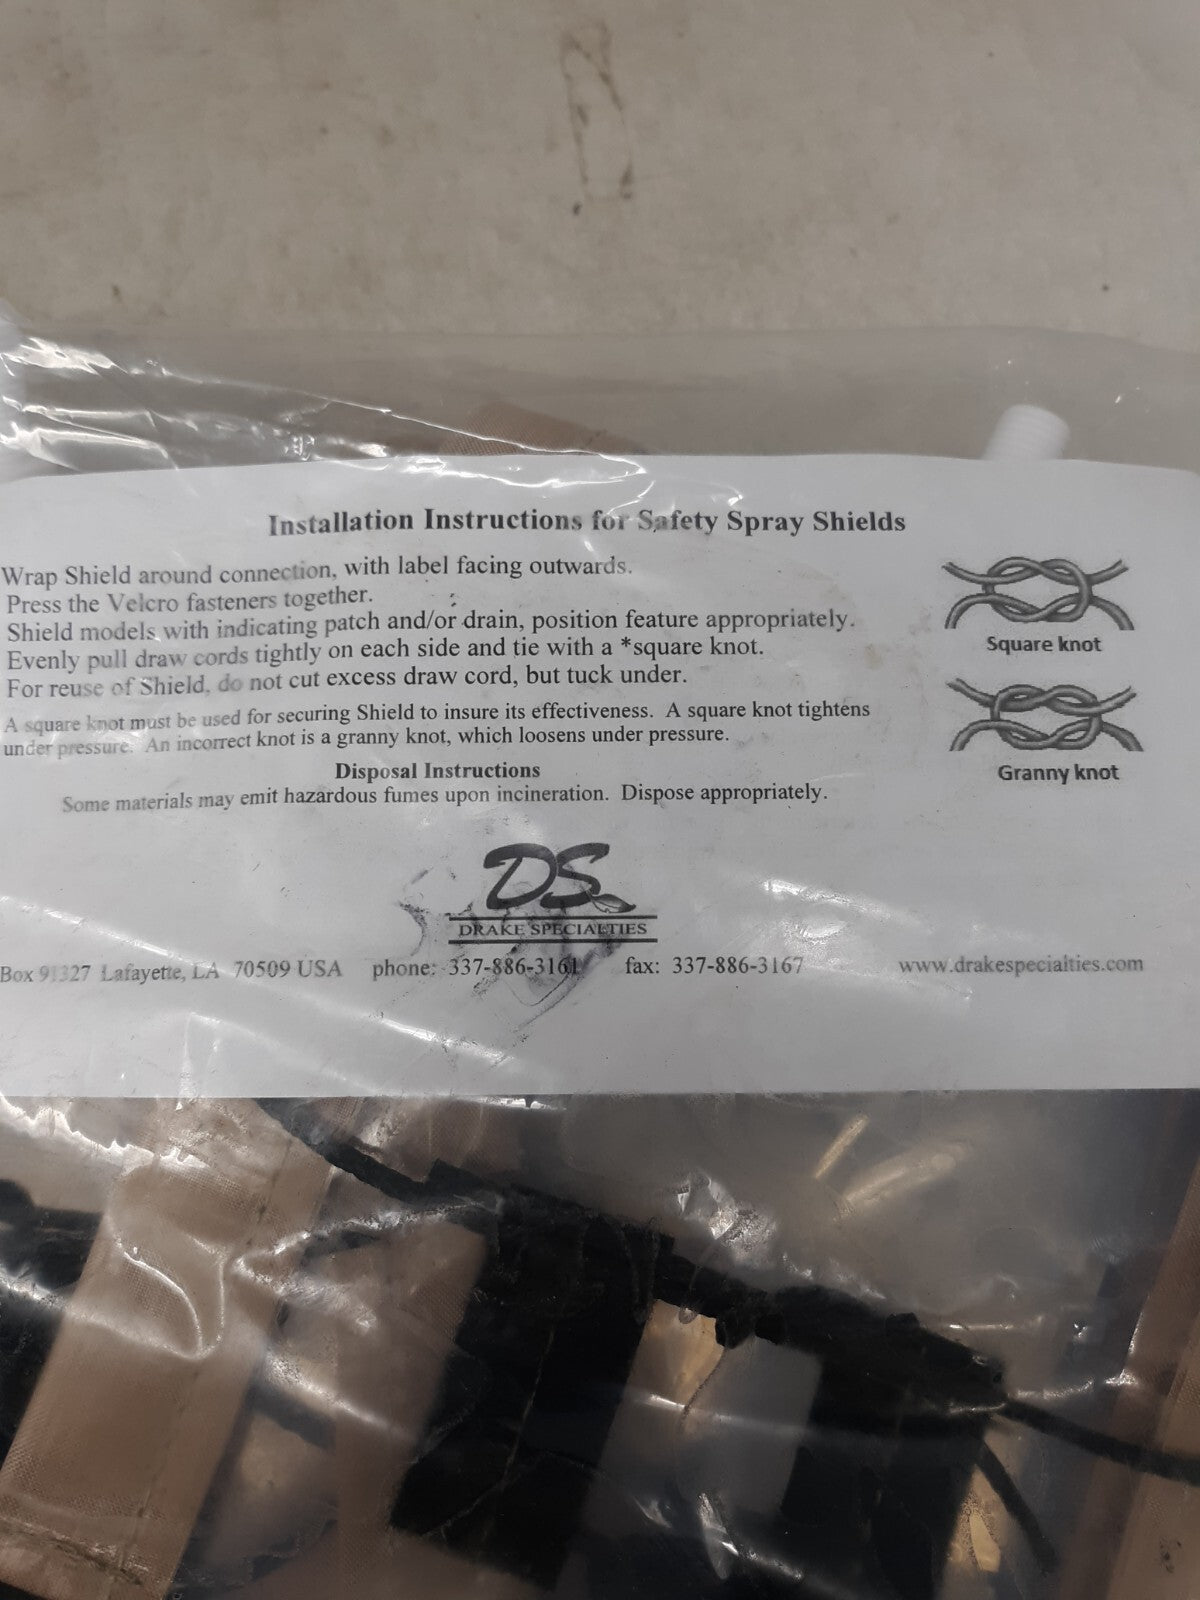 Installation Instructions for Safety Spray Shields
Wrap Shield around connection, with label facing outwards.
Press the Velcro fasteners together.
Shield models with indicating patch and/or drain, position feature appropriately.
Evenly pull draw cords tightly on each side and tie with a *square knot.
For reuse of Shield, do not cut excess draw cord, but tuck under.
A square knot must be used for securing Shield to insure its effectiveness. A square knot tightens
under pressure. An incorrect knot is a granny knot, which loosens under pressure.
Square knot
Granny knot
Disposal Instructions
Some materials may emit hazardous fumes upon incineration. Dispose appropriately.
DS
DRAKE SPECIALTIES
Box 91327 Lafayette, LA 70509 USA phone: 337-886-3161 fax: 337-886-3167 www.drakespecialties.com